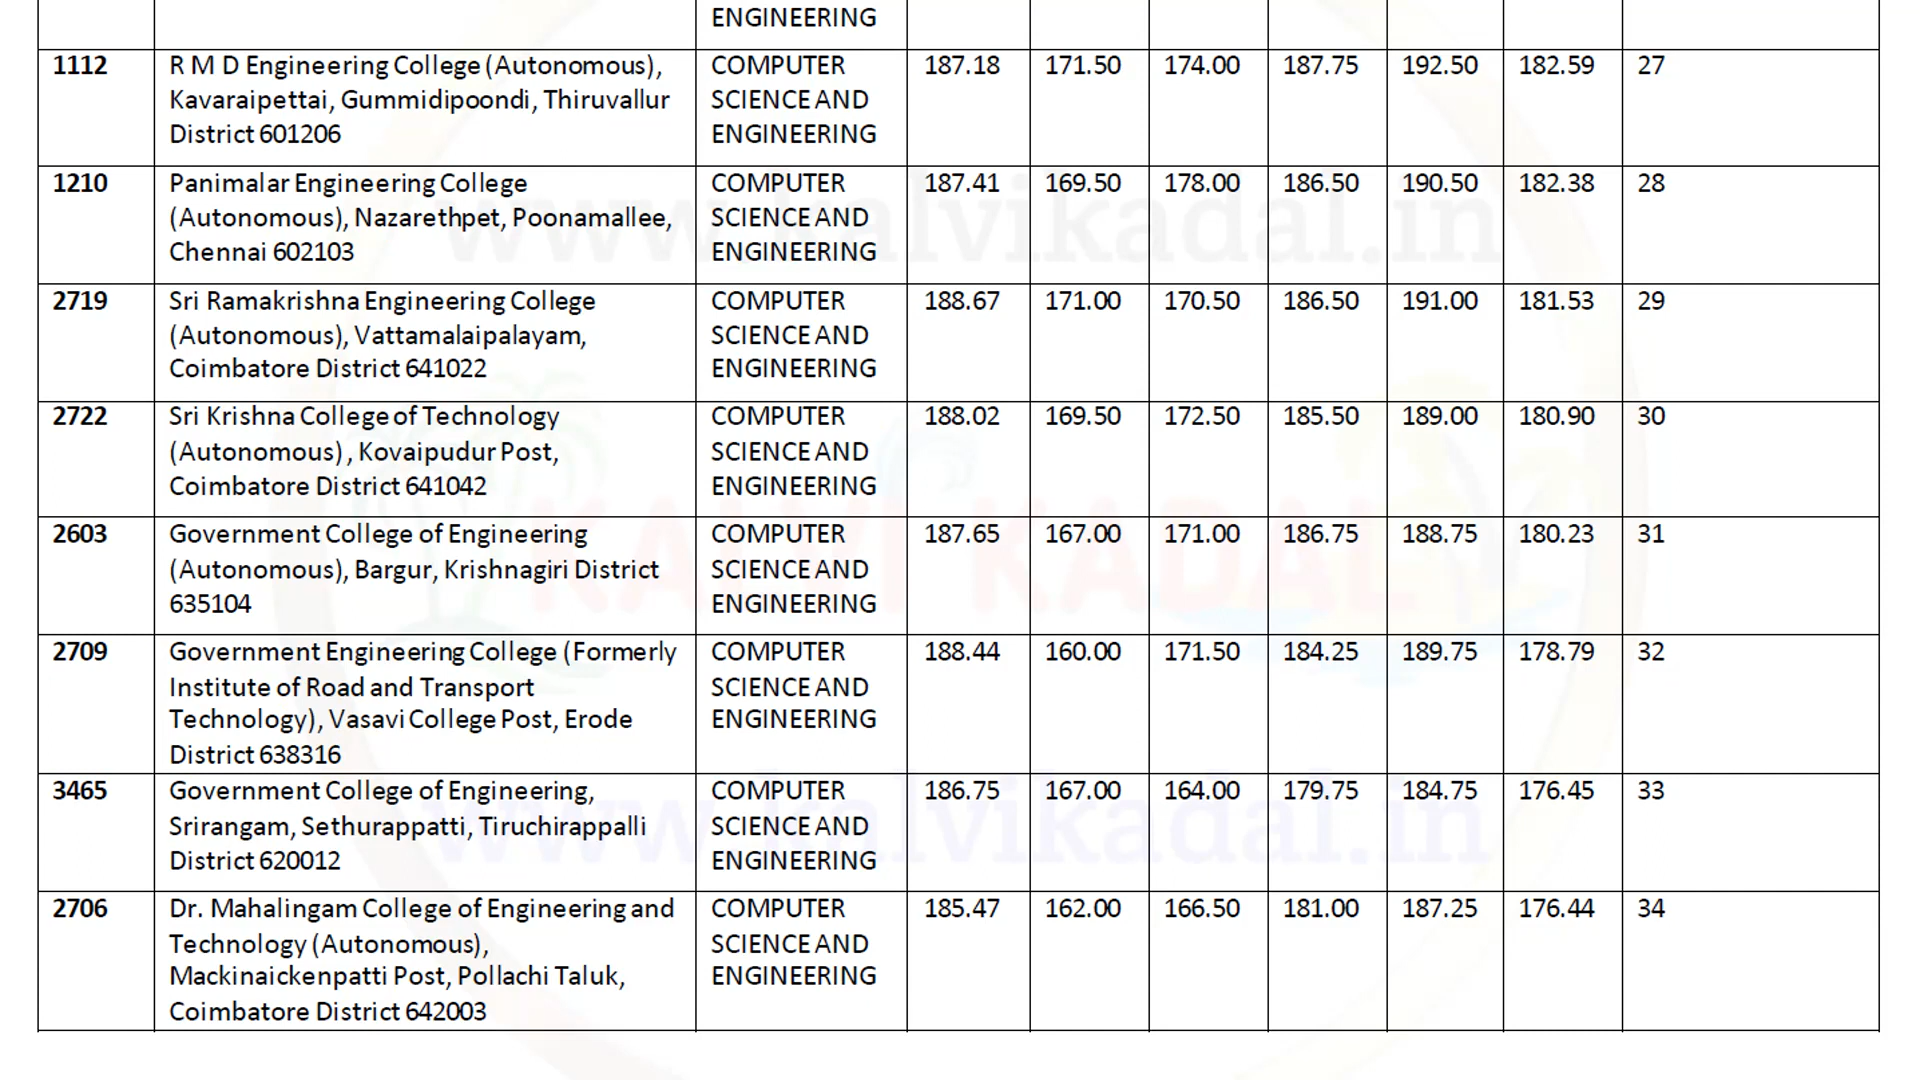 ENGINEERING
1112 R M D Engineering College (Autonomous), COMPUTER 187.18 171.50 174.00 187.75 192.50 182.59 27
Kavaraipettai, Gummidipoondi, Thiruvallur SCIENCE AND
District 601206 ENGINEERING
1210 Panimalar Engineering College COMPUTER 187.41 169.50 178.00 186.50 190.50 182.38 28
(Autonomous), Nazarethpet, Poonamallee, SCIENCE AND
Chennai 602103 ENGINEERING
www.kalvikadal.in
2719 Sri Ramakrishna Engineering College COMPUTER 188.67 171.00 170.50 186.50 191.00 181.53 29
(Autonomous), Vattamalaipalayam, SCIENCE AND
Coimbatore District 641022 ENGINEERING
2722 Sri Krishna College of Technology COMPUTER 188.02 169.50 172.50 185.50 189.00 180.90 30
(Autonomous) , Kovaipudur Post, SCIENCE AND
Coimbatore District 641042 ENGINEERING
2603 Government College of Engineering COMPUTER 187.65 167.00 171.00 186.75 188.75 180.23 31
(Autonomous), Bargur, Krishnagiri District SCIENCE AND
635104 ENGINEERING
KALVI KADAL
2709 Government Engineering College (Formerly COMPUTER 188.44 160.00 171.50 184.25 189.75 178.79 32
Institute of Road and Transport SCIENCE AND
Technology), Vasavi College Post, Erode ENGINEERING
District 638316
3465 Government College of Engineering, COMPUTER 186.75 167.00 164.00 179.75 184.75 176.45 33
Srirangam, Sethurappatti, Tiruchirappalli SCIENCE AND
District 620012 ENGINEERING
www.kalvikadal.in
2706 Dr. Mahalingam College of Engineering and COMPUTER 185.47 162.00 166.50 181.00 187.25 176.44 34
Technology (Autonomous), SCIENCE AND
Mackinaickenpatti Post, Pollachi Taluk, ENGINEERING
Coimbatore District 642003